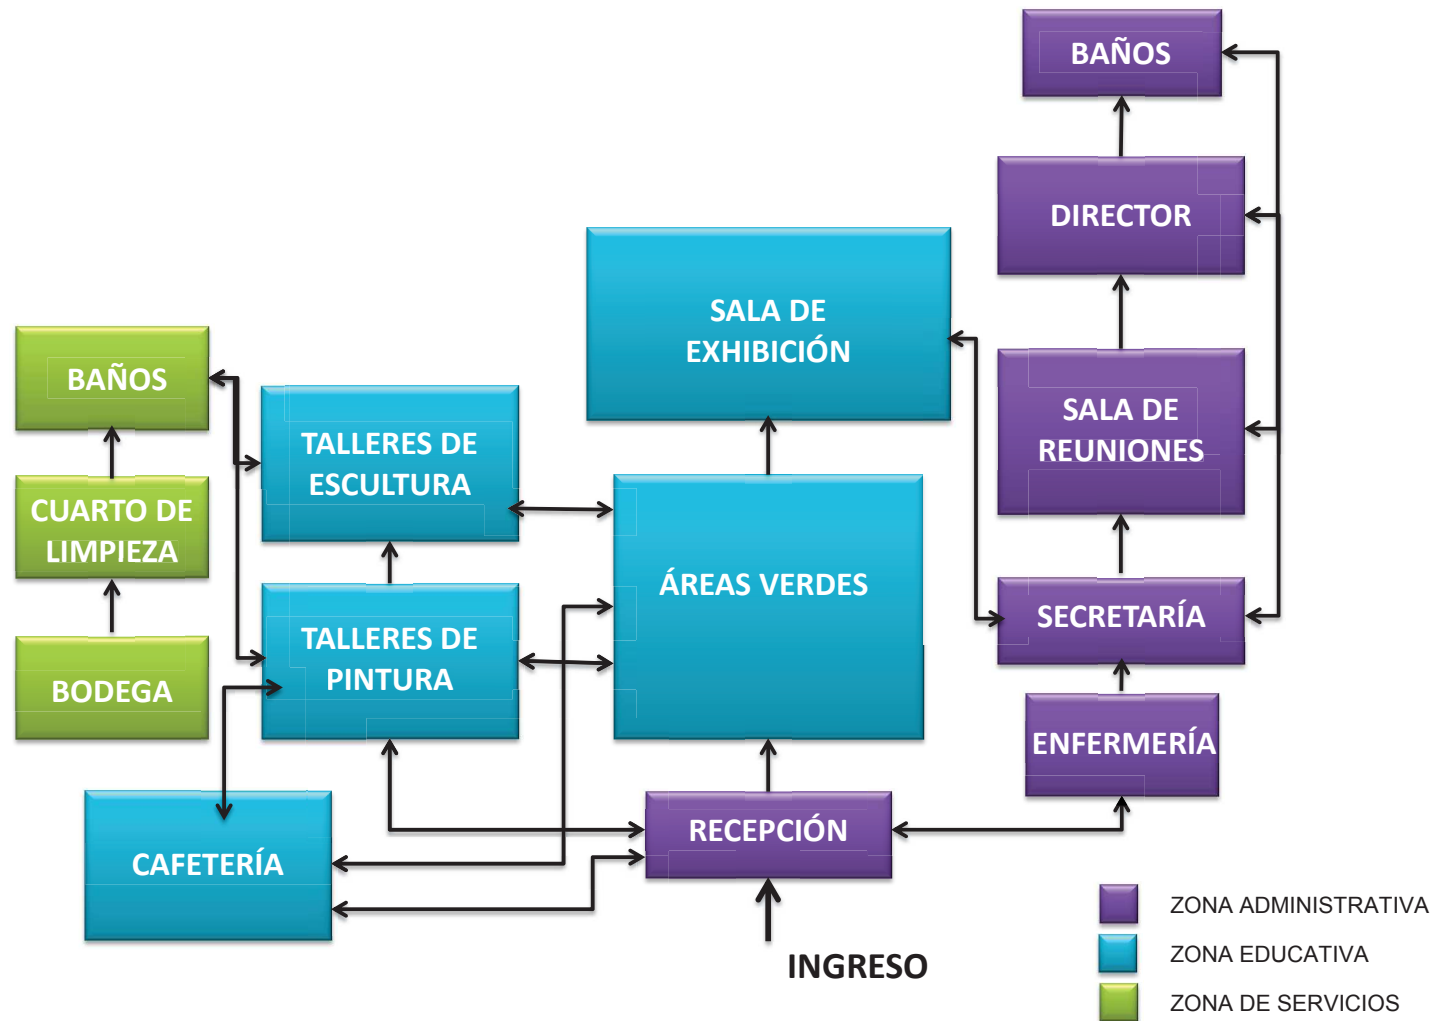 BAÑOS
DIRECTOR
SALA DE
EXHIBICIÓN
BAÑOS
SALA DE
REUNIONES
TALLERES DE
ESCULTURA
CUARTO DE
LIMPIEZA
ÁREAS VERDES
SECRETARÍA
TALLERES DE
PINTURA
BODEGA
ENFERMERÍA
RECEPCIÓN
CAFETERÍA
INGRESO
ZONA ADMINISTRATIVA
ZONA EDUCATIVA
ZONA DE SERVICIOS